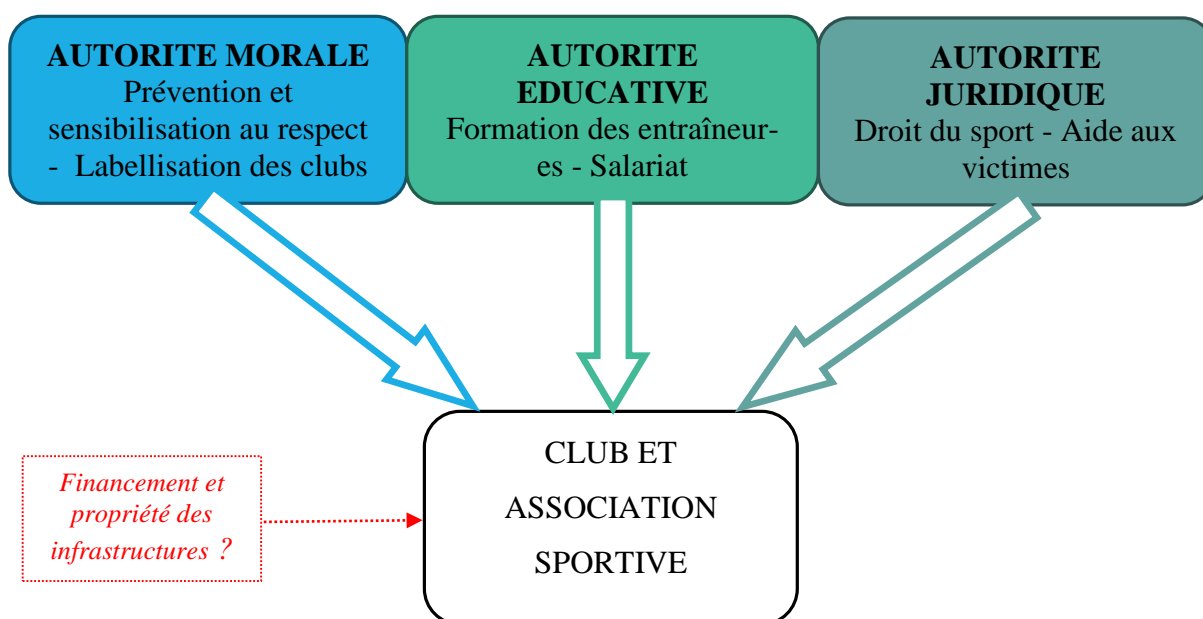 AUTORITE MORALE
Prévention et
sensibilisation au respect
- Labellisation des clubs
AUTORITE
EDUCATIVE
Formation des entraîneur-
es - Salariat
AUTORITE
JURIDIQUE
Droit du sport - Aide aux
victimes
Financement et
propriété des
infrastructures ?
CLUB ET
ASSOCIATION
SPORTIVE